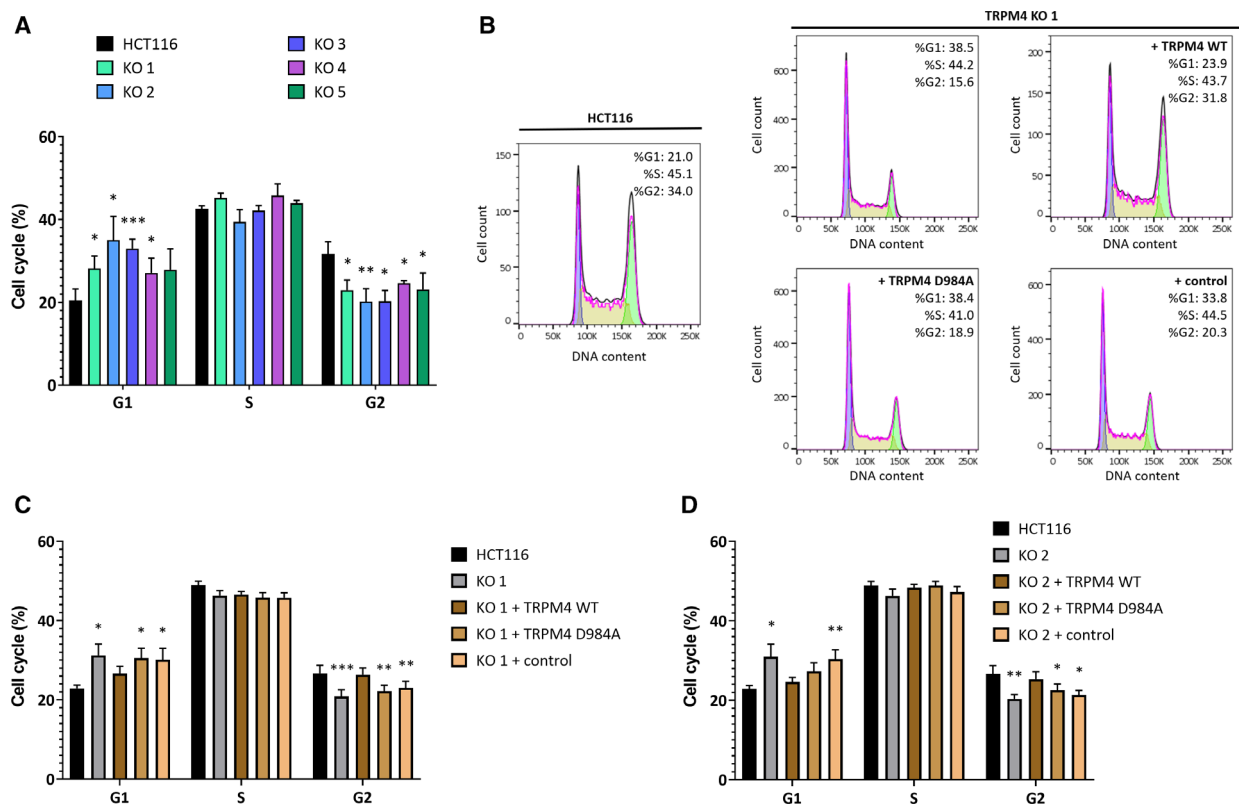 A
HCT116
KO 1
KO 2
KO 3
KO 4
KO 5
Cell cycle (%)
60
40
20
0
*
*
***
*
*
**
*
*
*
G1
S
G2
B
HCT116
%G1: 21.0
%S: 45.1
%G2: 34.0
Cell count
150
100
50
0
0
50K
100K
150K
200K
250K
DNA content
TRPM4 KO 1
%G1: 38.5
%S: 44.2
%G2: 15.6
Cell count
600
400
200
0
0
50K
100K
150K
200K
250K
DNA content
+ TRPM4 WT
%G1: 23.9
%S: 43.7
%G2: 31.8
Cell count
200
150
100
50
0
0
50K
100K
150K
200K
250K
DNA content
+ TRPM4 D984A
%G1: 38.4
%S: 41.0
%G2: 18.9
Cell count
600
400
200
0
0
50K
100K
150K
200K
250K
DNA content
+ control
%G1: 33.8
%S: 44.5
%G2: 20.3
Cell count
600
400
200
0
0
50K
100K
150K
200K
250K
DNA content
C
Cell cycle (%)
60
40
20
0
*
*
*
***
**
**
G1
S
G2
HCT116
KO 1
KO 1 + TRPM4 WT
KO 1 + TRPM4 D984A
KO 1 + control
D
Cell cycle (%)
60
40
20
0
*
**
**
*
*
G1
S
G2
HCT116
KO 2
KO 2 + TRPM4 WT
KO 2 + TRPM4 D984A
KO 2 + control